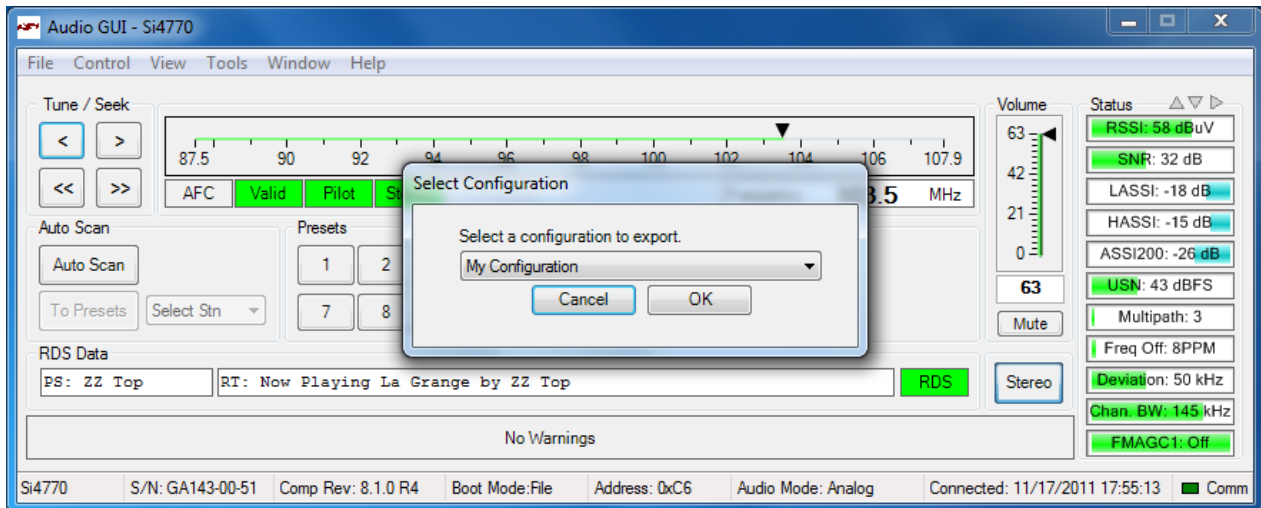 Audio GUI - Si4770
File Control View Tools Window Help
Tune / Seek
< >
<< >>
87.5 90 92 94 96 98 100 102 104 106 107.9
AFC Valid Pilot
3.5 MHz
Select Configuration
Select a configuration to export.
My Configuration
Cancel OK
Auto Scan
Auto Scan
To Presets Select Stn
Presets
1 2
7 8
RDS Data
PS: ZZ Top RT: Now Playing La Grange by ZZ Top RDS
No Warnings
Volume
63
42
21
0
63
Mute
Stereo
Status
RSSI: 58 dBuV
SNR: 32 dB
LASSI: -18 dB
HASSI: -15 dB
ASSI200: -26 dB
USN: 43 dBFS
Multipath: 3
Freq Off: 8PPM
Deviation: 50 kHz
Chan. BW: 145 kHz
FMAGC1: Off
Si4770 S/N: GA143-00-51 Comp Rev: 8.1.0 R4 Boot Mode:File Address: 0xC6 Audio Mode: Analog Connected: 11/17/2011 17:55:13 Comm